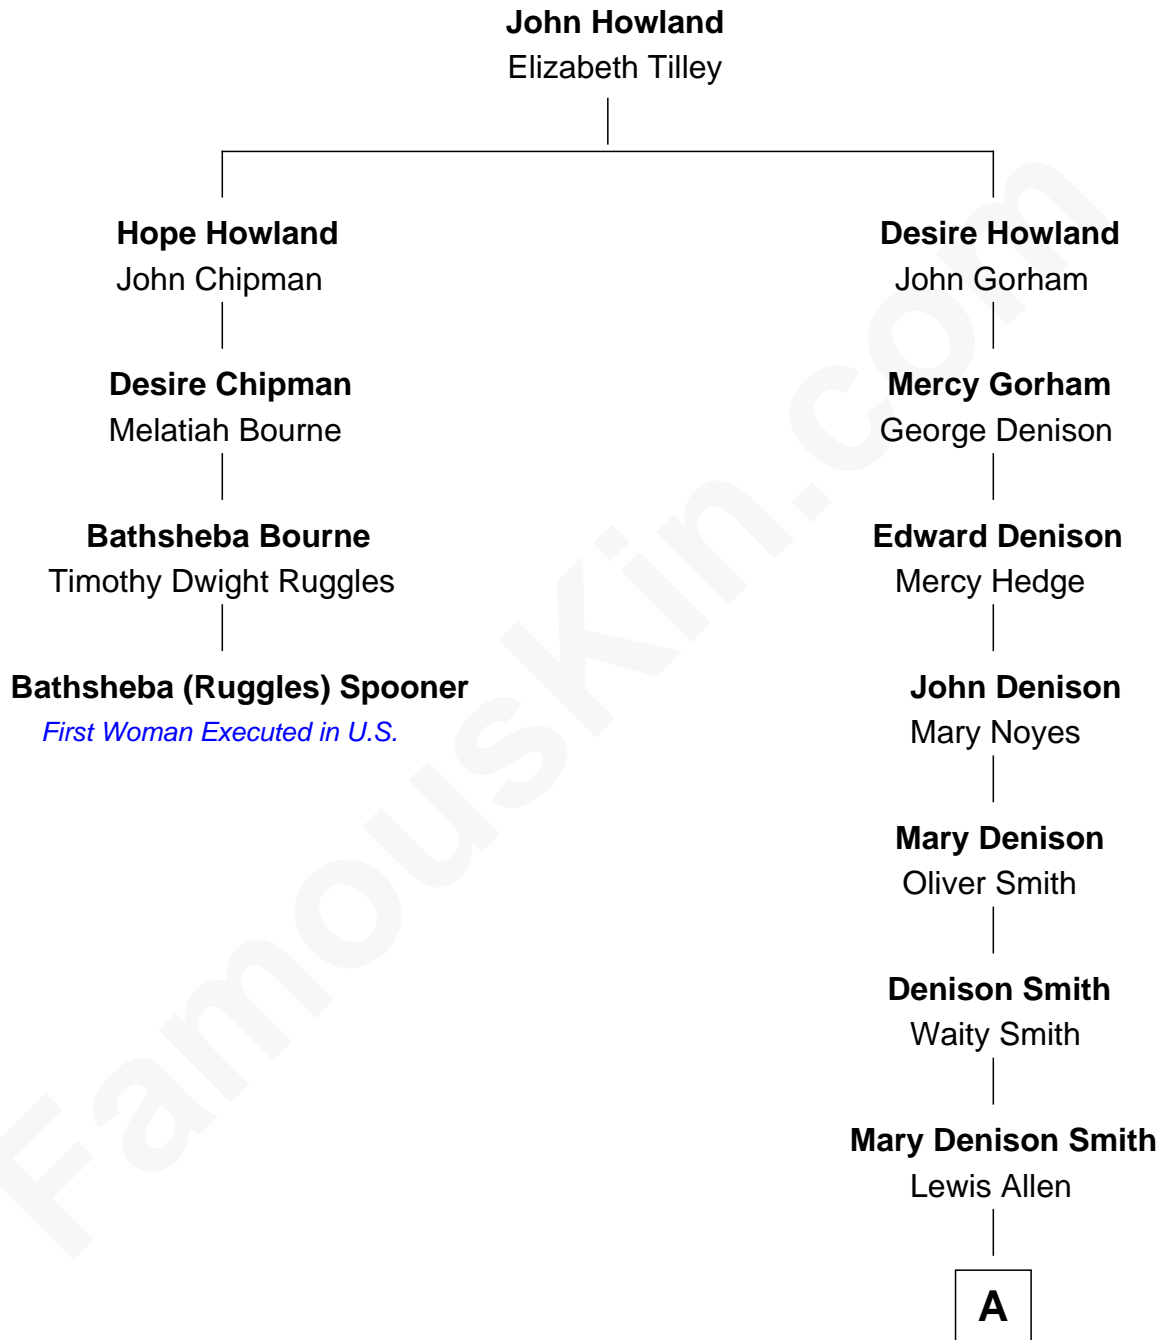 John Howland
Elizabeth Tilley
Hope Howland
John Chipman
Desire Howland
John Gorham
Desire Chipman
Melatiah Bourne
Mercy Gorham
George Denison
Bathsheba Bourne
Timothy Dwight Ruggles
Edward Denison
Mercy Hedge
Bathsheba (Ruggles) Spooner
First Woman Executed in U.S.
John Denison
Mary Noyes
Mary Denison
Oliver Smith
Denison Smith
Waity Smith
Mary Denison Smith
Lewis Allen
A
FamousKin.com